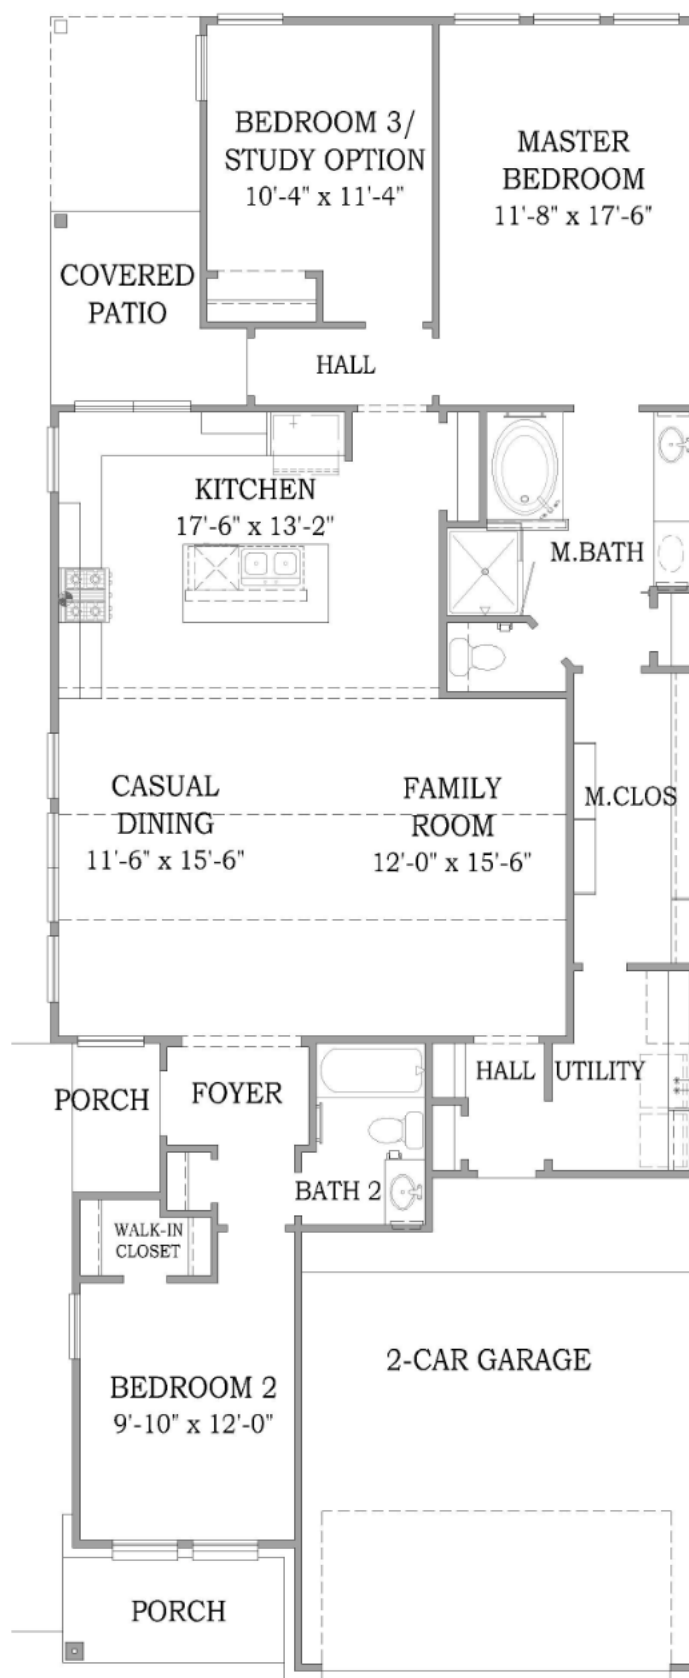 BEDROOM 3/
STUDY OPTION
10'-4" x 11'-4"
MASTER
BEDROOM
11'-8" x 17'-6"
COVERED
PATIO
HALL
KITCHEN
17'-6" x 13'-2"
M.BATH
CASUAL
DINING
11'-6" x 15'-6"
FAMILY
ROOM
12'-0" x 15'-6"
M.CLOS
PORCH
FOYER
HALL
UTILITY
BATH 2
WALK-IN
CLOSET
BEDROOM 2
9'-10" x 12'-0"
2-CAR GARAGE
PORCH